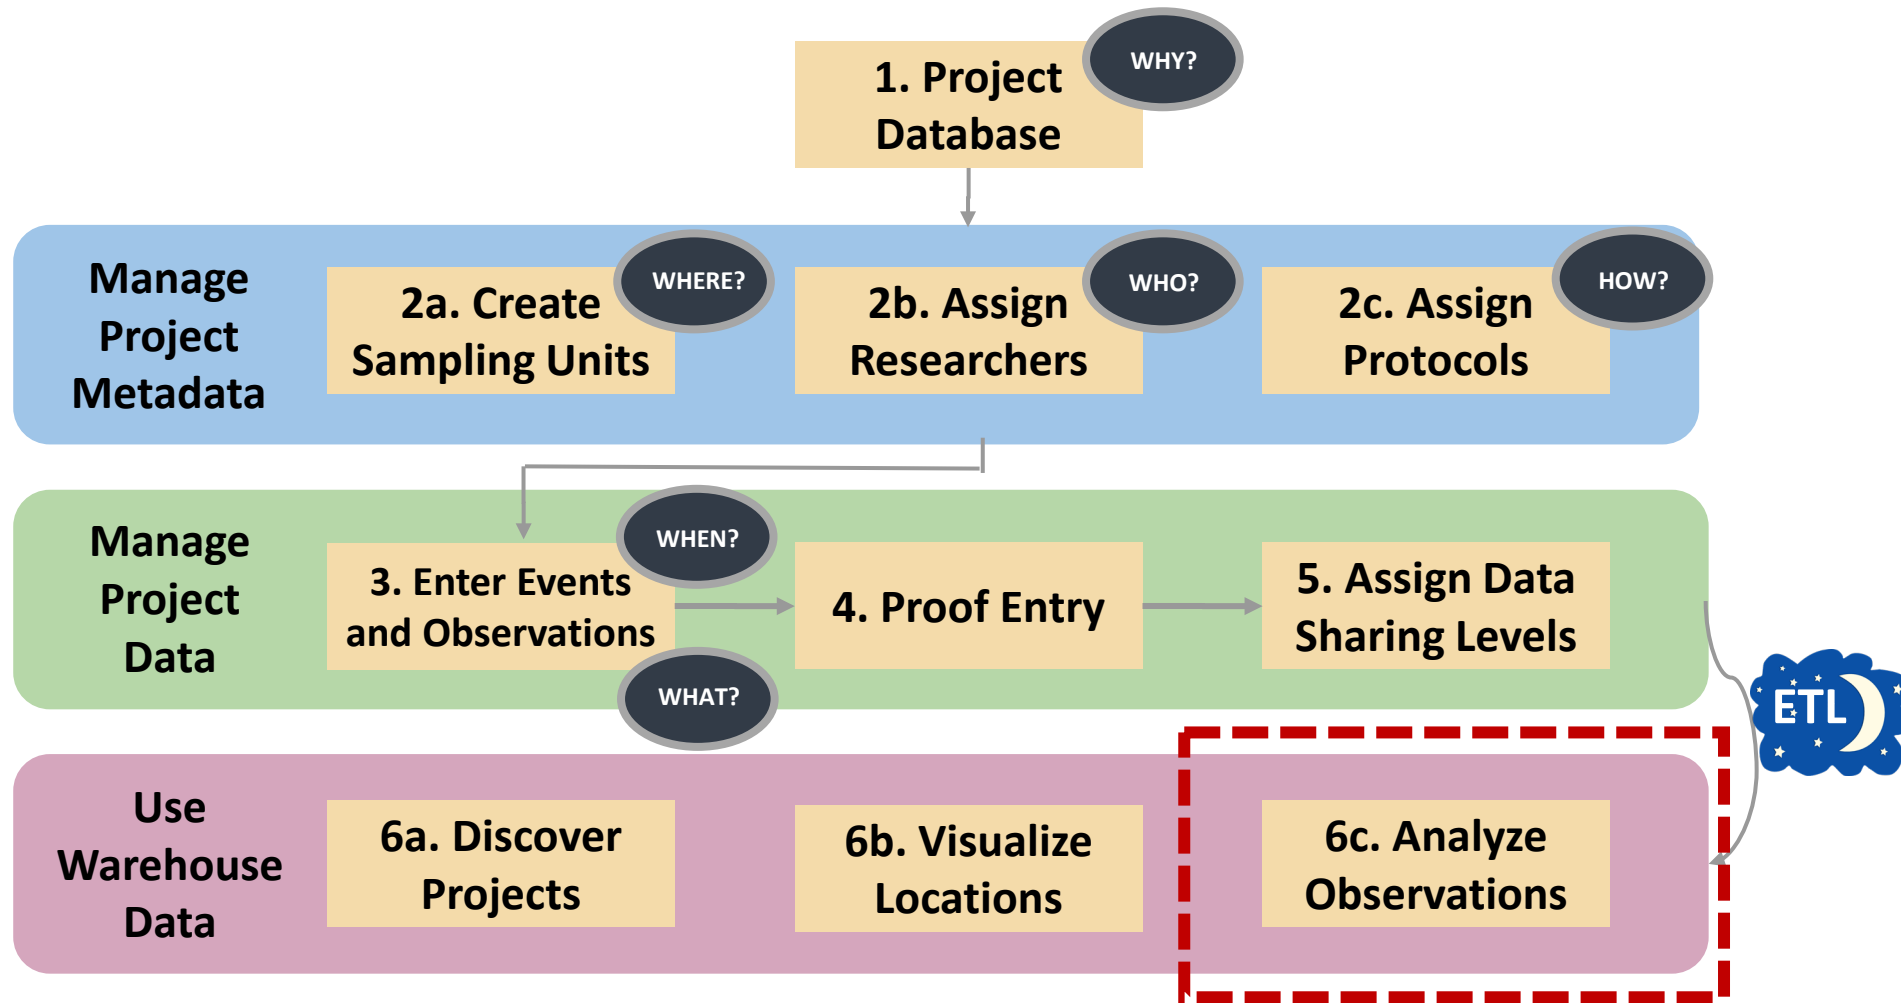 1. Project
Database
WHY?
Manage
Project
Metadata
2a. Create
Sampling Units
WHERE?
2b. Assign
Researchers
WHO?
2c. Assign
Protocols
HOW?
Manage
Project
Data
3. Enter Events
and Observations
WHEN?
WHAT?
4. Proof Entry
5. Assign Data
Sharing Levels
ETL
Use
Warehouse
Data
6a. Discover
Projects
6b. Visualize
Locations
6c. Analyze
Observations